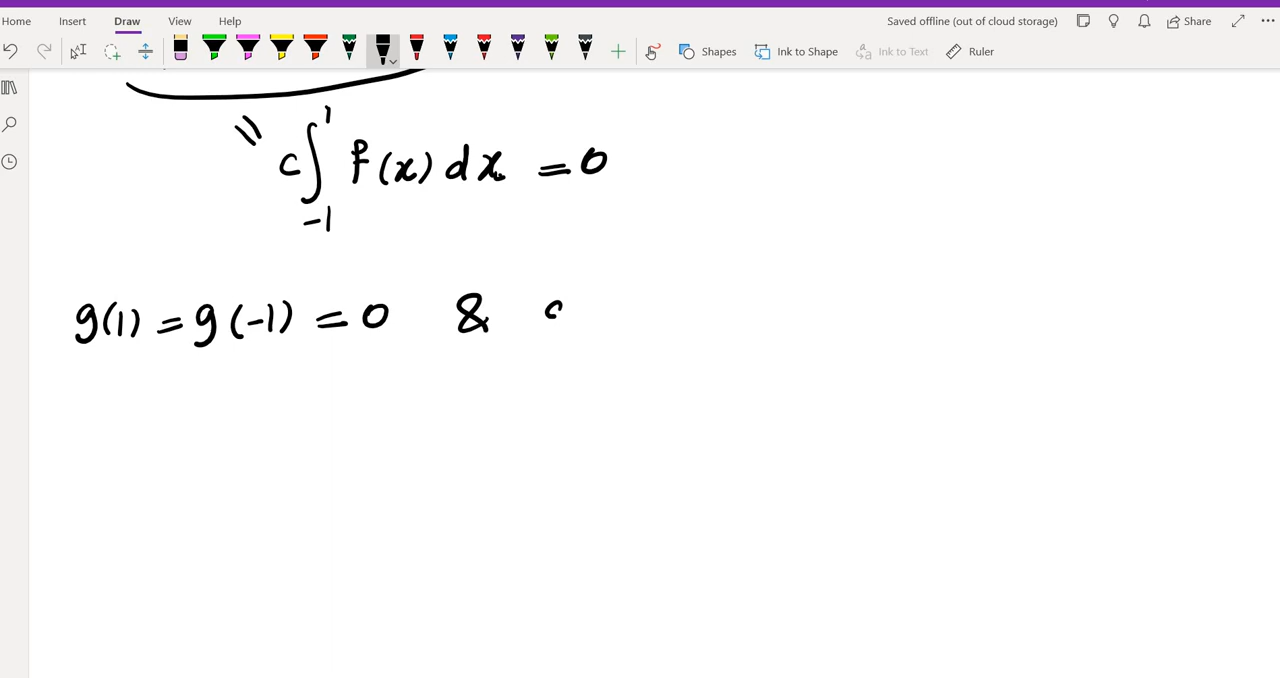 Home Insert Draw View Help Saved offline (out of cloud storage) Share
Shapes Ink to Shape Ink to Text Ruler
c∫_{-1}^{1} f(x) dx = 0
g(1) = g(-1) = 0 &